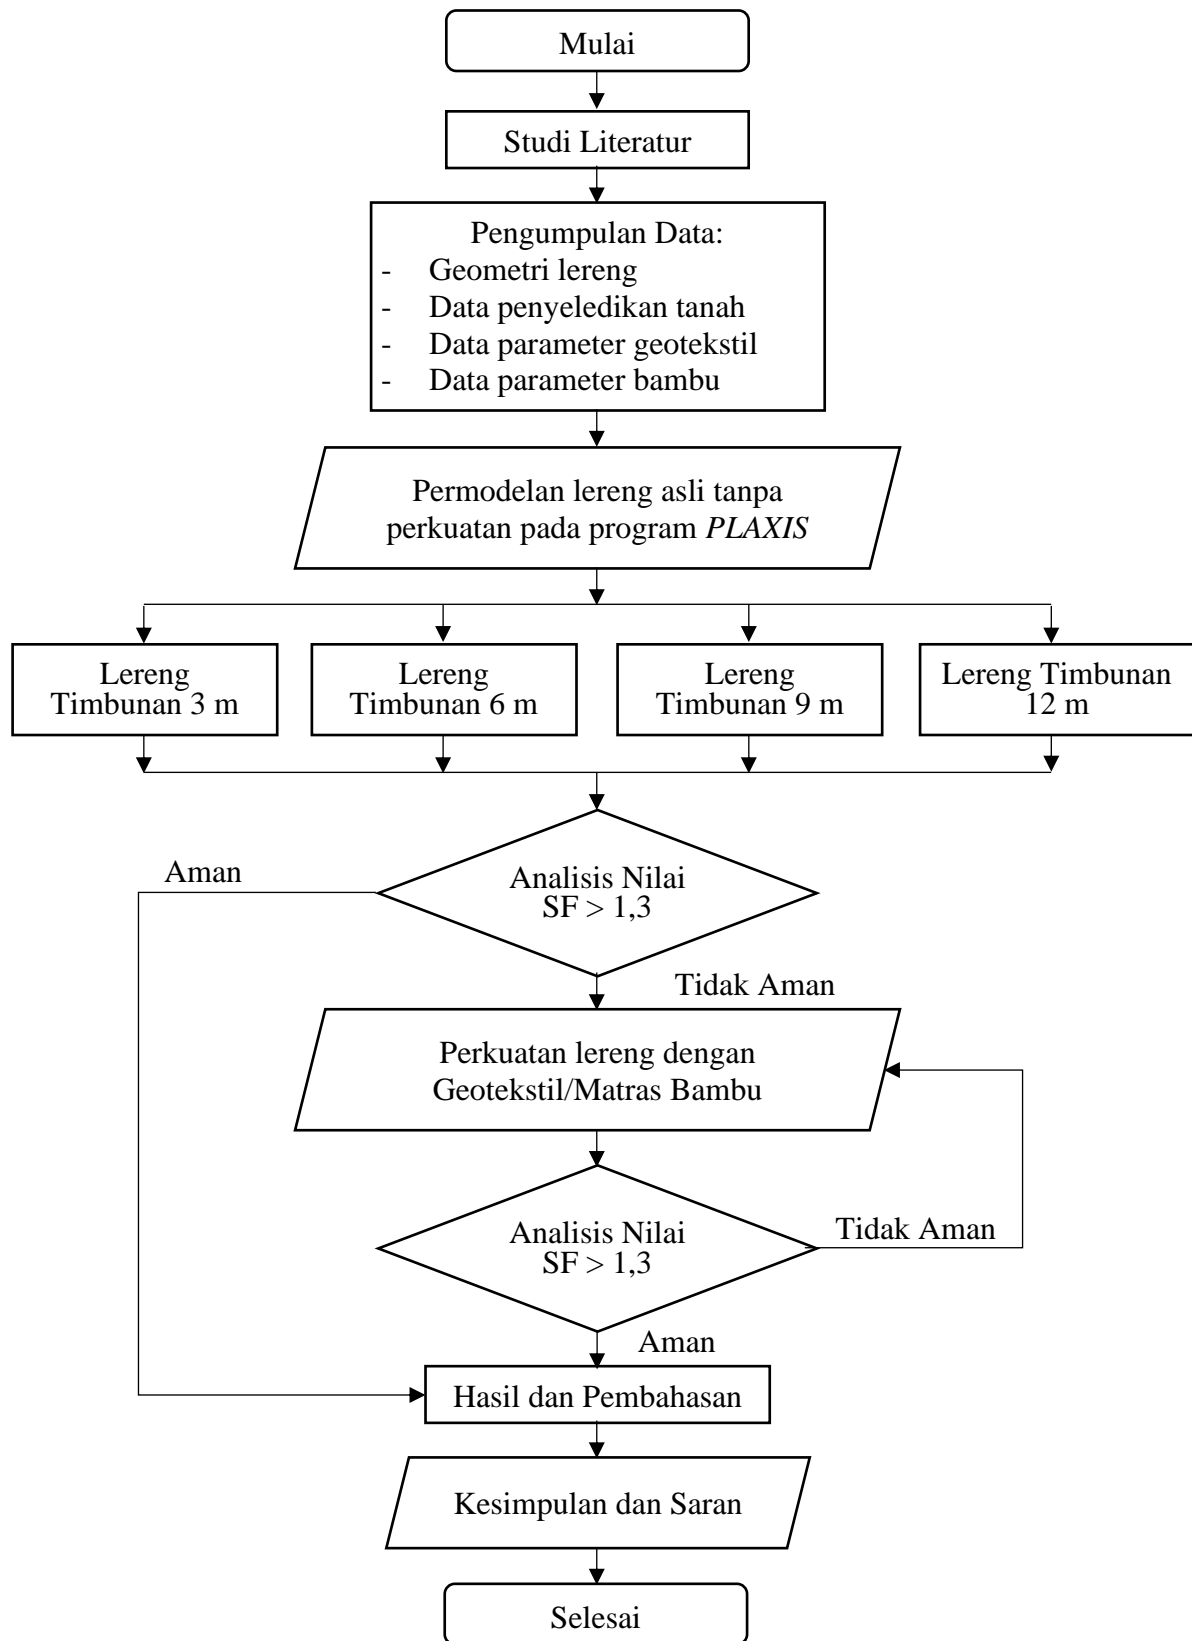 Mulai
Studi Literatur
Pengumpulan Data:
- Geometri lereng
- Data penyeledikan tanah
- Data parameter geotekstil
- Data parameter bambu
Permodelan lereng asli tanpa
perkuatan pada program PLAXIS
Lereng
Timbunan 3 m
Lereng
Timbunan 6 m
Lereng
Timbunan 9 m
Lereng Timbunan
12 m
Aman
Analisis Nilai
SF > 1,3
Tidak Aman
Perkuatan lereng dengan
Geotekstil/Matras Bambu
Analisis Nilai
SF > 1,3
Tidak Aman
Aman
Hasil dan Pembahasan
Kesimpulan dan Saran
Selesai